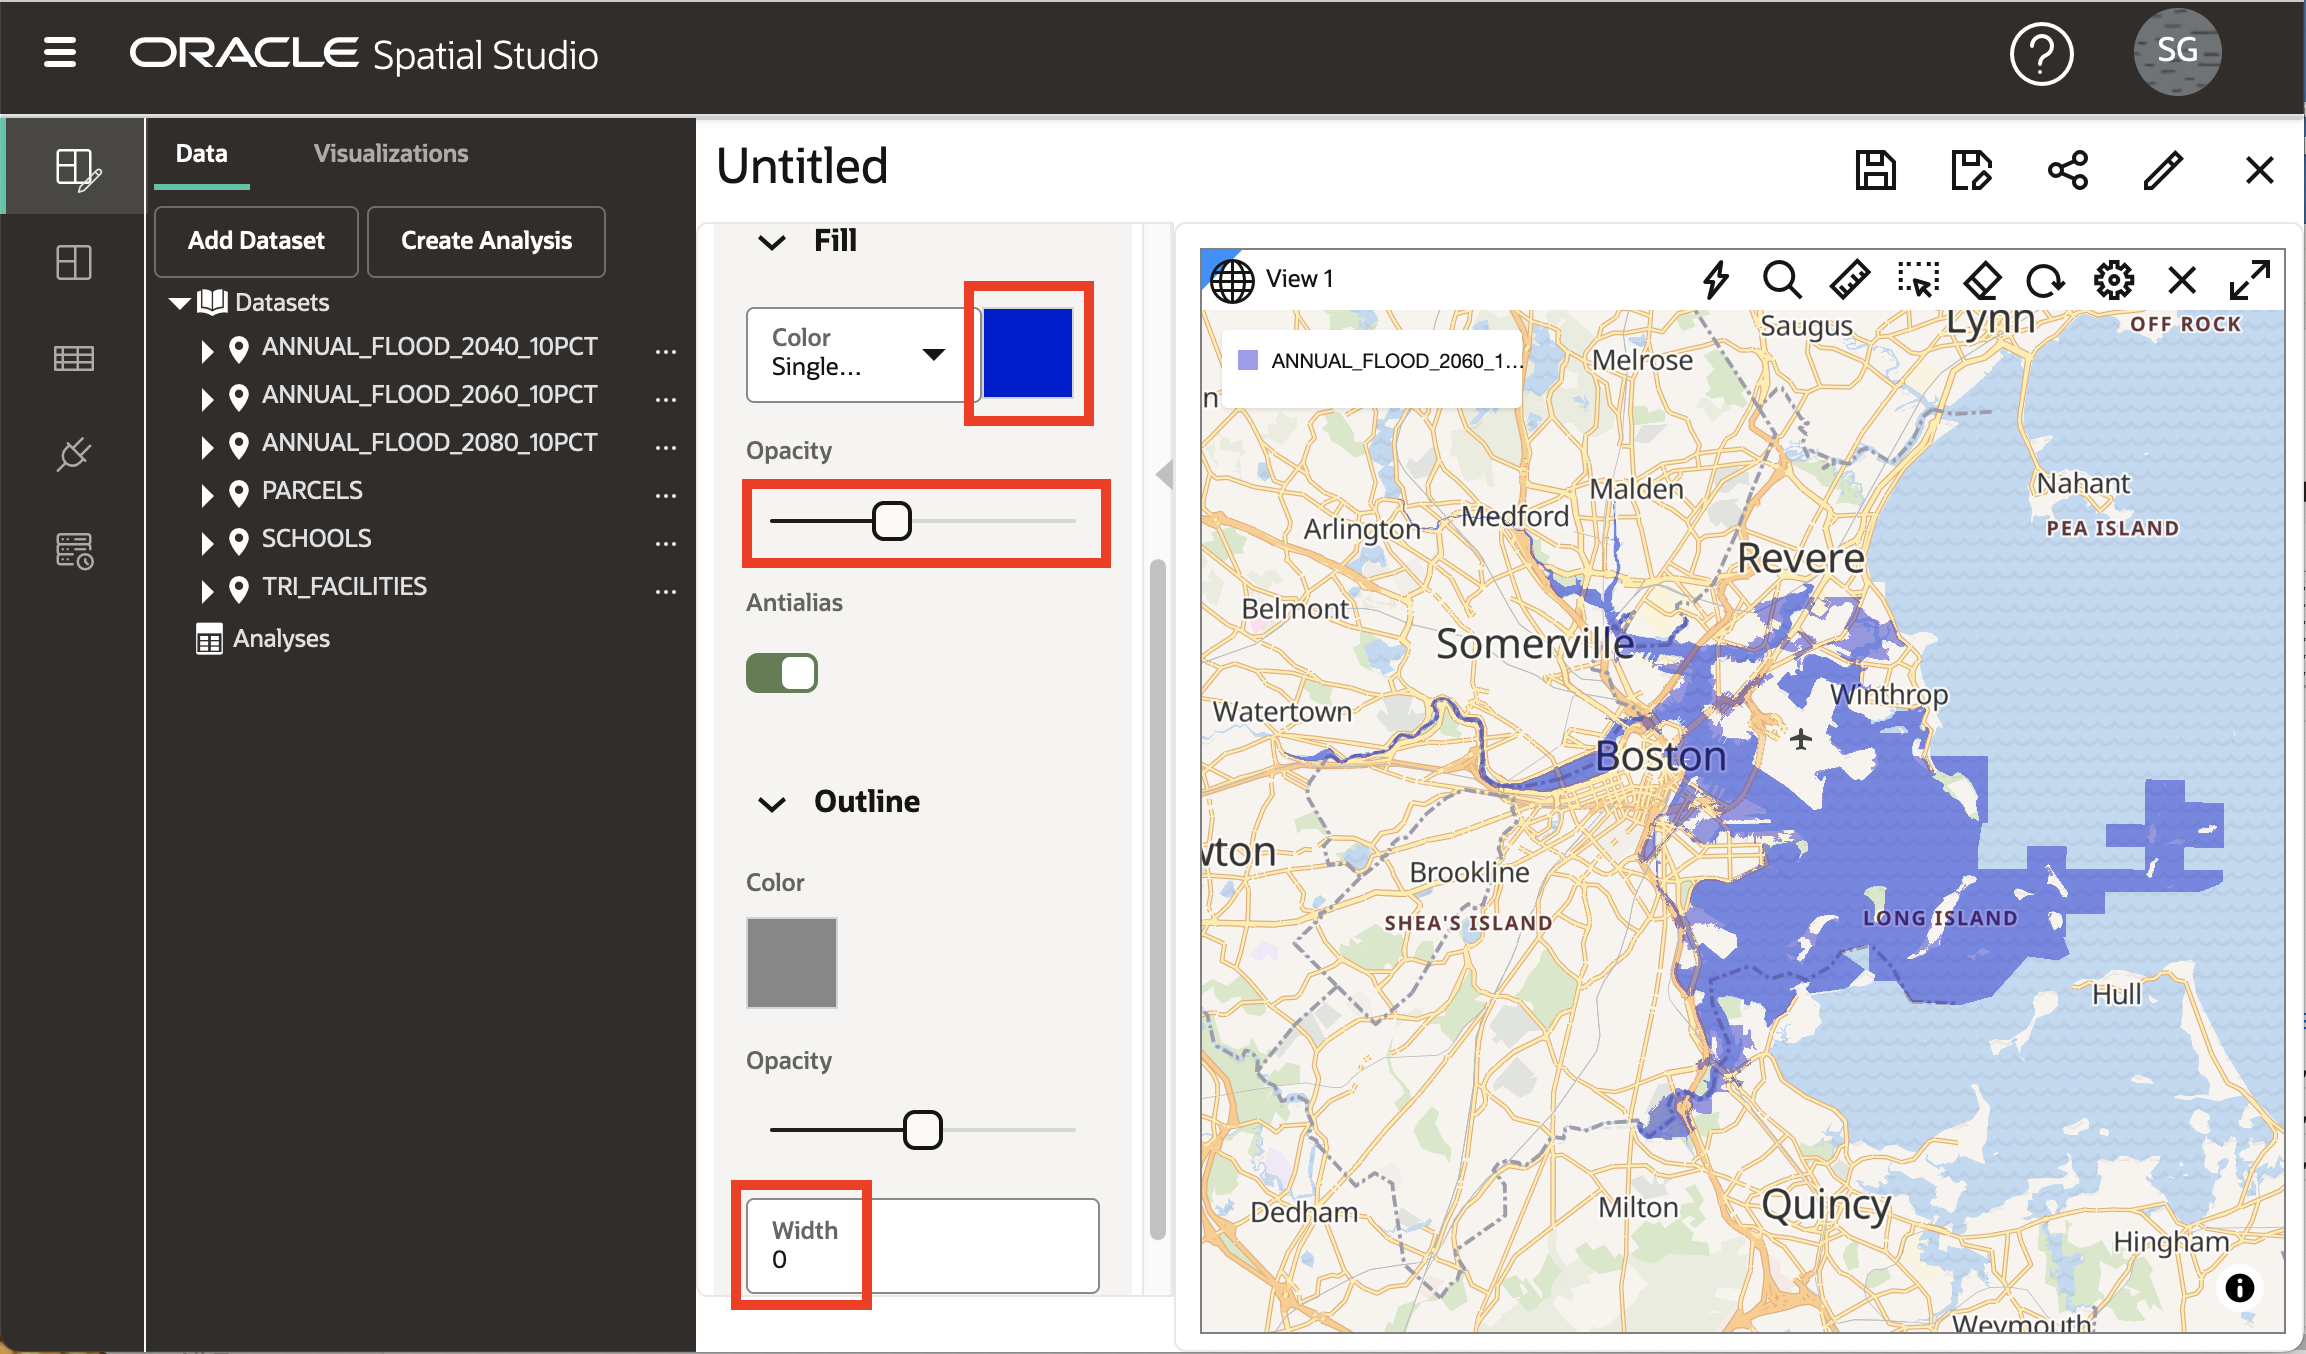 ORACLE Spatial Studio
?
SG
Data
Visualizations
Add Dataset
Create Analysis
Datasets
ANNUAL_FLOOD_2040_10PCT
ANNUAL_FLOOD_2060_10PCT
ANNUAL_FLOOD_2080_10PCT
PARCELS
SCHOOLS
TRI_FACILITIES
Analyses
Untitled
Fill
Color
Single...
Opacity
Antialias
Outline
Color
Opacity
Width
0
View 1
ANNUAL_FLOOD_2060_1...
Saugus
Lynn
OFF ROCK
Melrose
n
Nahant
Malden
Medford
Arlington
PEA ISLAND
Revere
Belmont
Somerville
Winthrop
Watertown
Boston
vton
Brookline
SHEA'S ISLAND
LONG ISLAND
Hull
Dedham
Milton
Quincy
Hingham
Weymouth